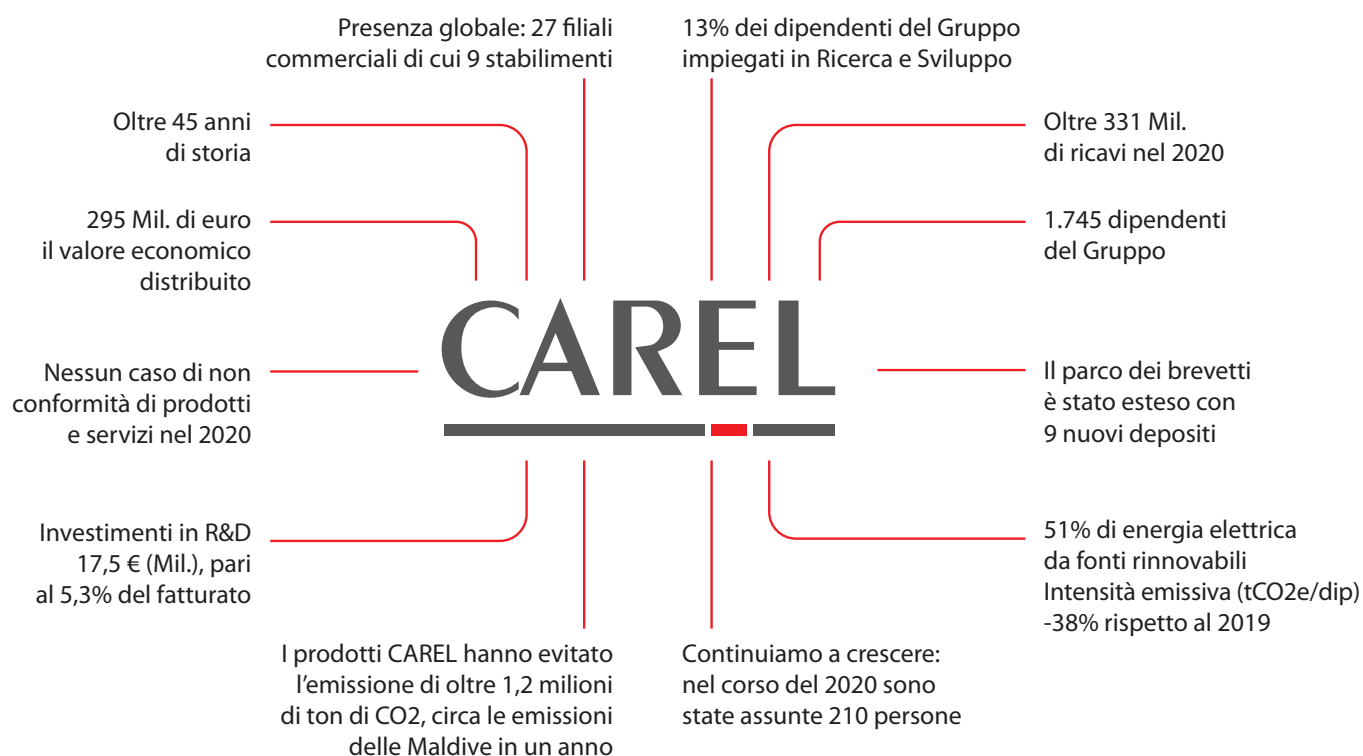 Presenza globale: 27 filiali
commerciali di cui 9 stabilimenti
13% dei dipendenti del Gruppo
impiegati in Ricerca e Sviluppo
Oltre 45 anni
di storia
Oltre 331 Mil.
di ricavi nel 2020
295 Mil. di euro
il valore economico
distribuito
1.745 dipendenti
del Gruppo
CAREL
Nessun caso di non
conformità di prodotti
e servizi nel 2020
Il parco dei brevetti
è stato esteso con
9 nuovi depositi
Investimenti in R&D
17,5 € (Mil.), pari
al 5,3% del fatturato
51% di energia elettrica
da fonti rinnovabili
Intensità emissiva (tCO2e/dip)
-38% rispetto al 2019
I prodotti CAREL hanno evitato
l'emissione di oltre 1,2 milioni
di ton di CO2, circa le emissioni
delle Maldive in un anno
Continuiamo a crescere:
nel corso del 2020 sono
state assunte 210 persone